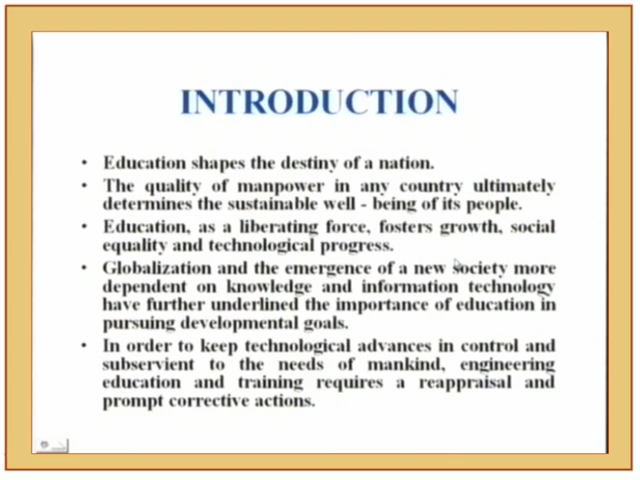 INTRODUCTION
• Education shapes the destiny of a nation.
• The quality of manpower in any country ultimately
determines the sustainable well - being of its people.
• Education, as a liberating force, fosters growth, social
equality and technological progress.
• Globalization and the emergence of a new society more
dependent on knowledge and information technology
have further underlined the importance of education in
pursuing developmental goals.
• In order to keep technological advances in control and
subservient to the needs of mankind, engineering
education and training requires a reappraisal and
prompt corrective actions.